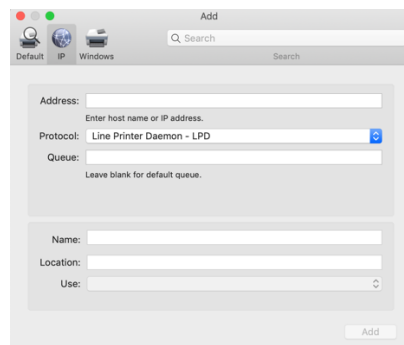 Add
Search
Default IP Windows Search
Address:
Enter host name or IP address.
Protocol: Line Printer Daemon - LPD
Queue:
Leave blank for default queue.
Name:
Location:
Use:
Add